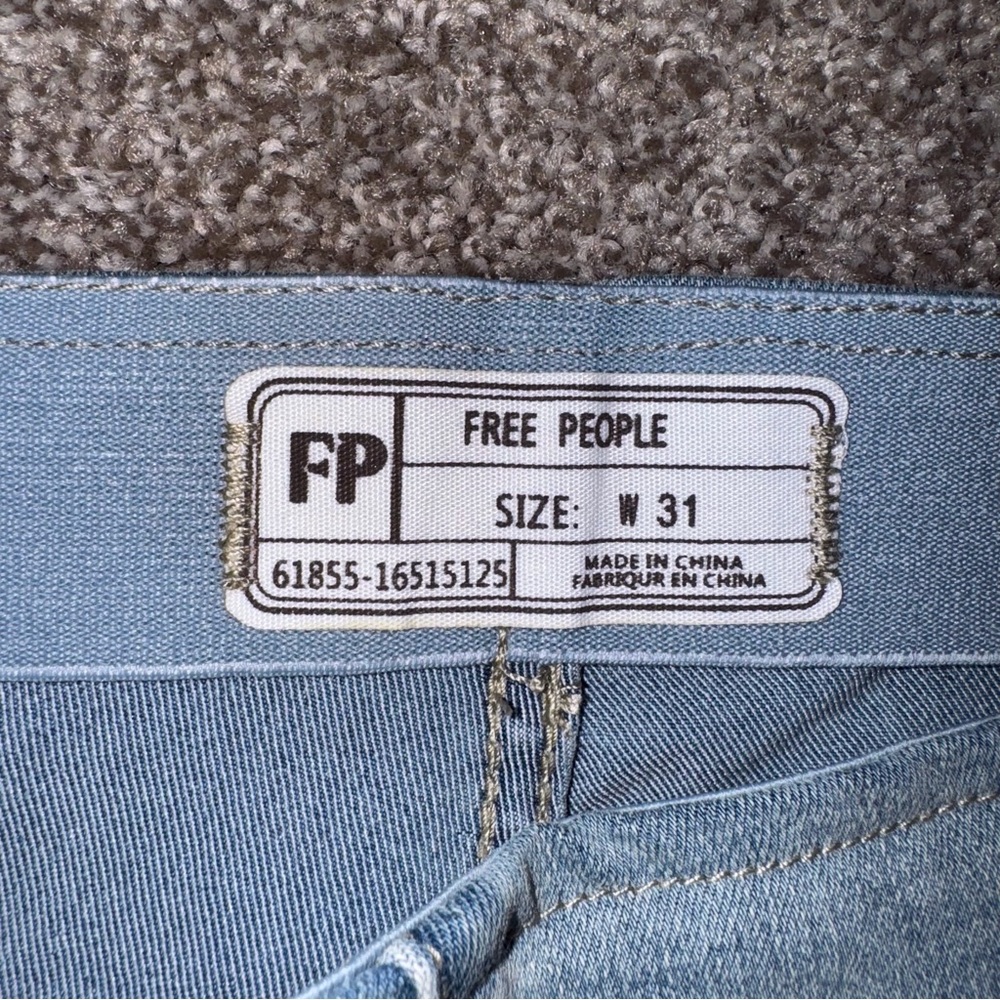 FP
FREE PEOPLE
SIZE: W 31
61855-16515125
MADE IN CHINA
FABRIQUR EN CHINA